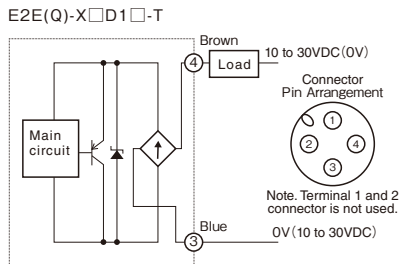 E2E(Q)-X□D1□-T
Brown
4
Load
10 to 30VDC(0V)
Connector
Pin Arrangement
1
2
4
3
Main
circuit
Note. Terminal 1 and 2
connector is not used.
Blue
3
0V(10 to 30VDC)